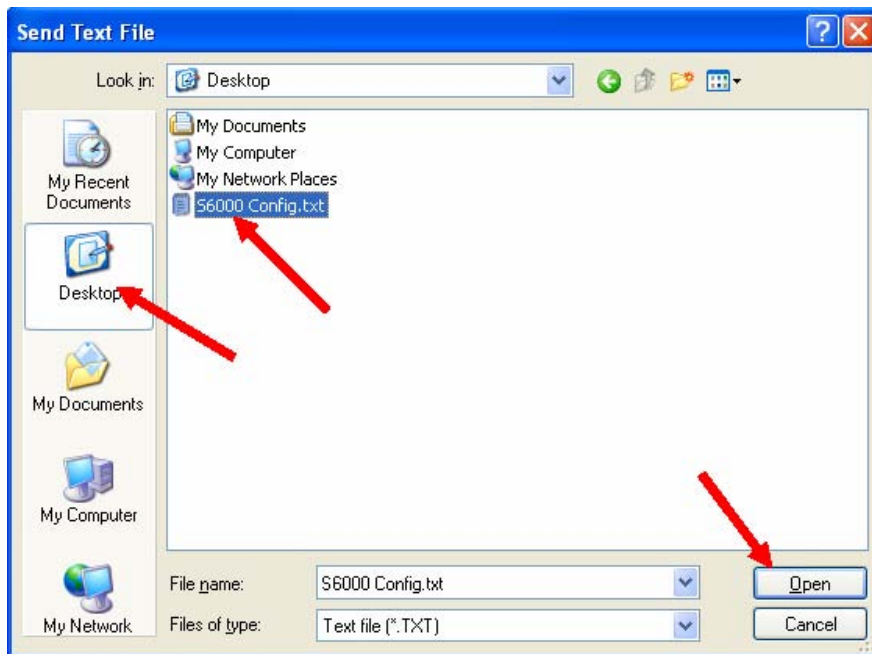 Send Text File
Look in:
Desktop
My Recent
Documents
Desktop
My Documents
My Computer
My Network
My Documents
My Computer
My Network Places
S6000 Config.txt
File name:
S6000 Config.txt
Open
Files of type:
Text file (*.TXT)
Cancel